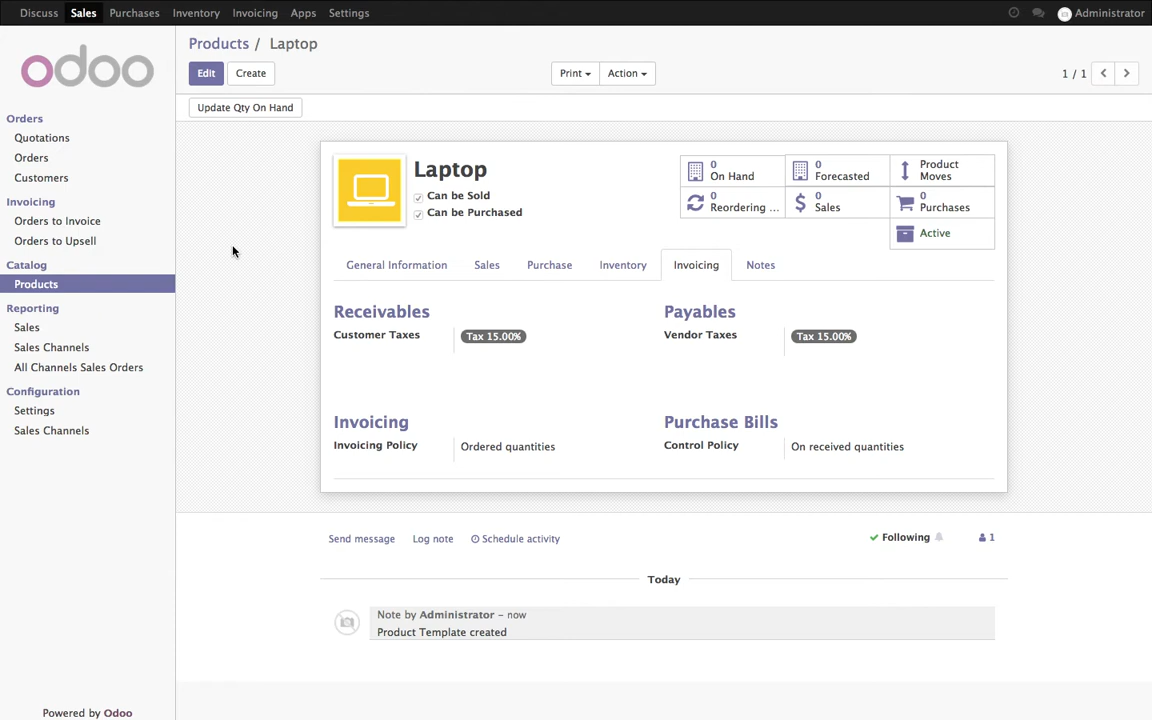 Discuss Sales Purchases Inventory Invoicing Apps Settings Administrator
odoo
Orders
Quotations
Orders
Customers
Invoicing
Orders to Invoice
Orders to Upsell
Catalog
Products
Reporting
Sales
Sales Channels
All Channels Sales Orders
Configuration
Settings
Sales Channels
Powered by Odoo
Products / Laptop
Edit Create Print Action 1 / 1
Update Qty On Hand
Laptop
Can be Sold
Can be Purchased
0
On Hand
0
Forecasted
Product
Moves
0
Reordering ...
0
Sales
0
Purchases
Active
General Information Sales Purchase Inventory Invoicing Notes
Receivables
Customer Taxes Tax 15.00%
Payables
Vendor Taxes Tax 15.00%
Invoicing
Invoicing Policy Ordered quantities
Purchase Bills
Control Policy On received quantities
Send message Log note Schedule activity Following 1
Today
Note by Administrator – now
Product Template created